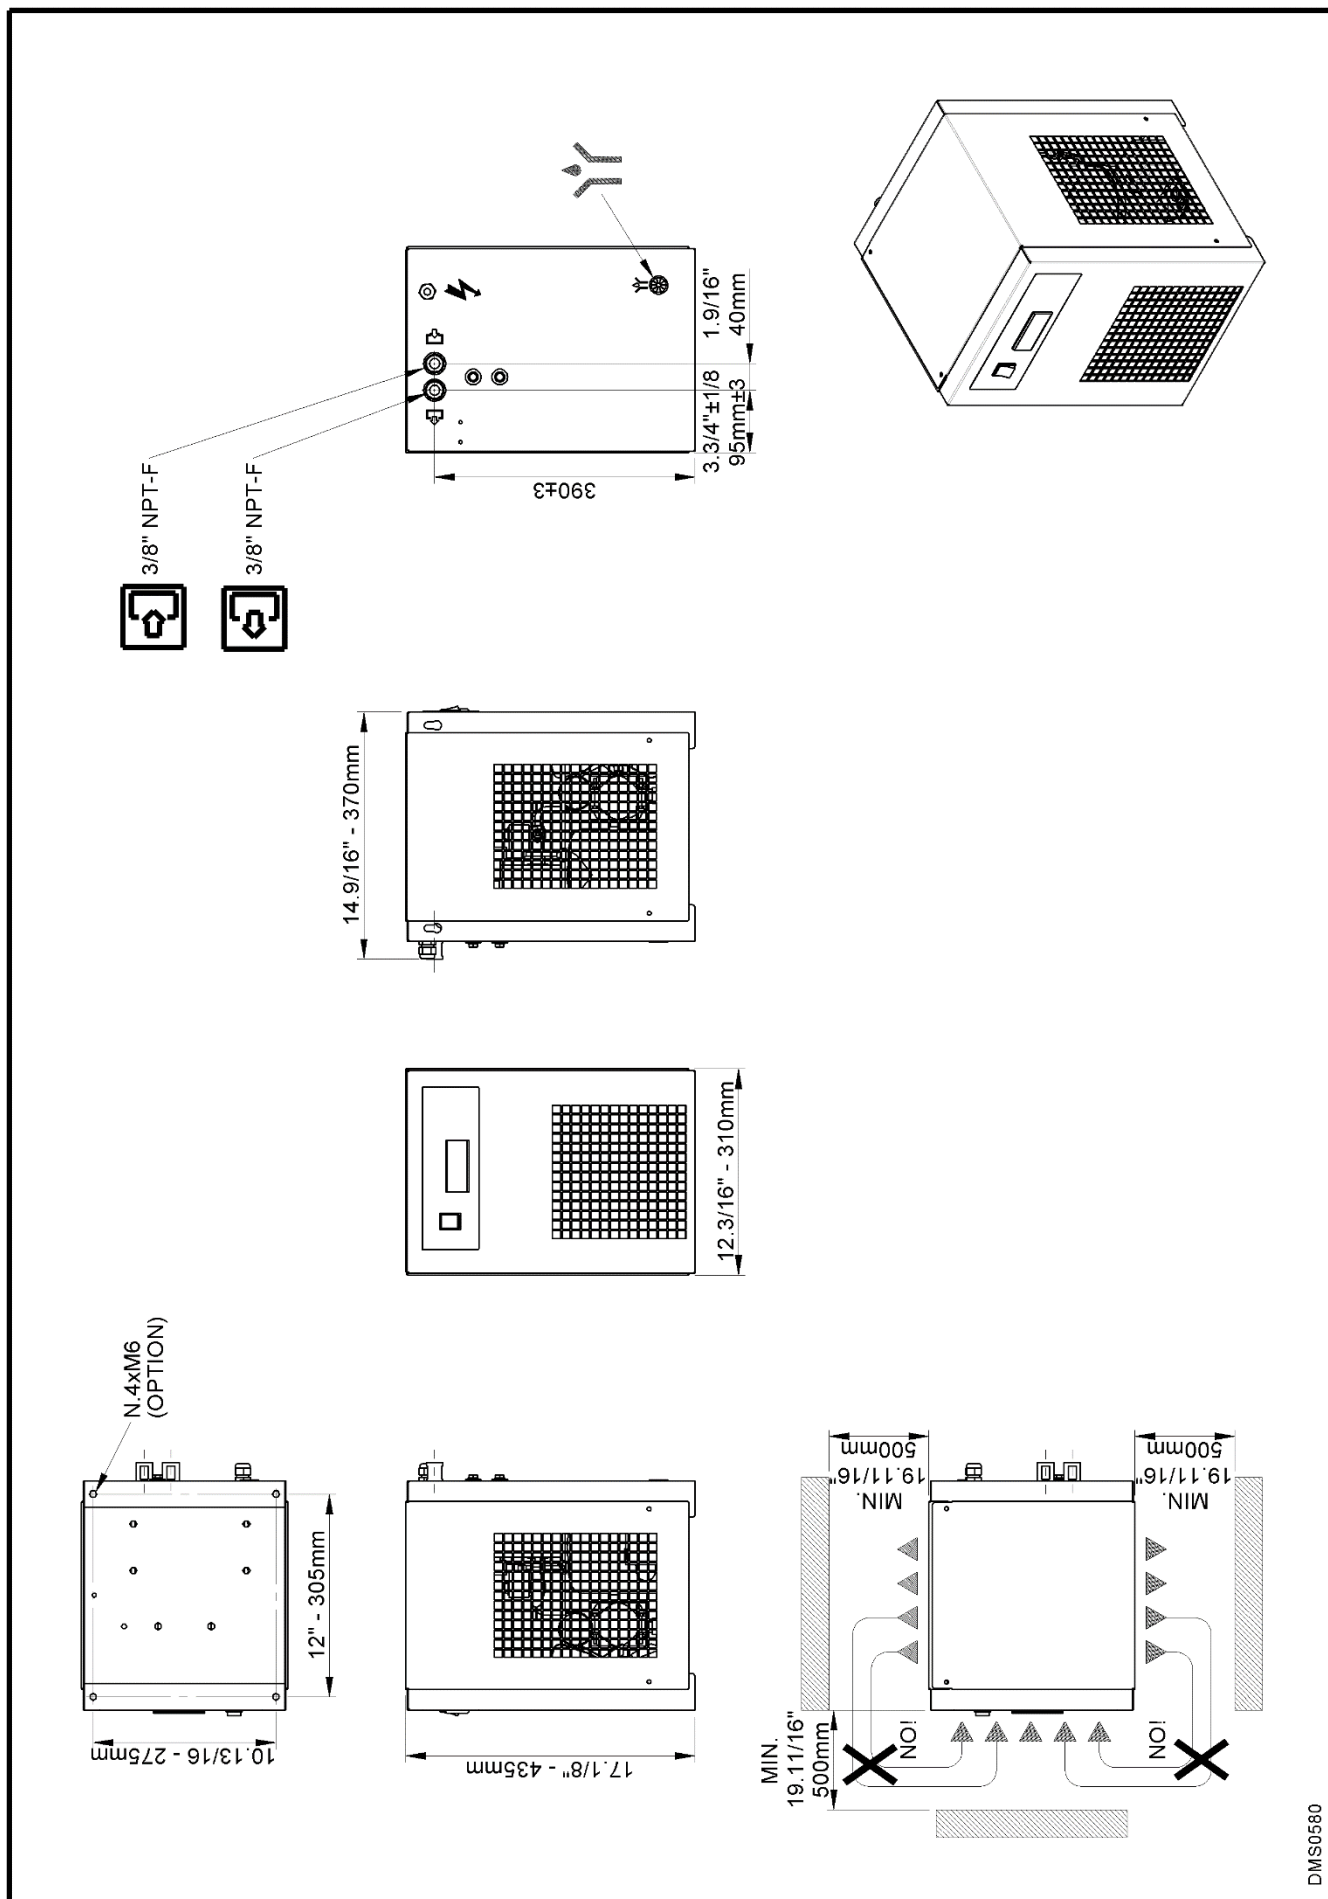 3/8" NPT-F
3/8" NPT-F
390±3
3.3/4"±1/8
95mm±3
1.9/16"
40mm
14.9/16" - 370mm
12.3/16" - 310mm
N.4xM6
(OPTION)
12" - 305mm
10.13/16 - 275mm
17.1/8" - 435mm
MIN.
19.11/16"
500mm
MIN.
19.11/16"
500mm
MIN.
19.11/16"
500mm
NO!
NO!
DMS0580